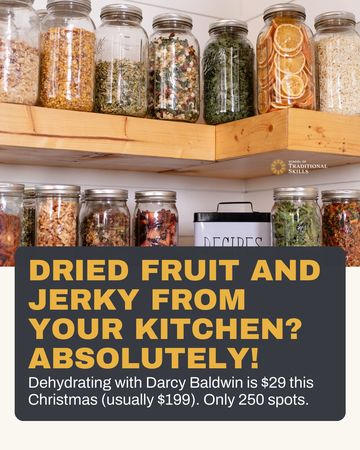 SCHOOL OF
TRADITIONAL
SKILLS
RECIPES
DRIED FRUIT AND
JERKY FROM
YOUR KITCHEN?
ABSOLUTELY!
Dehydrating with Darcy Baldwin is $29 this
Christmas (usually $199). Only 250 spots.